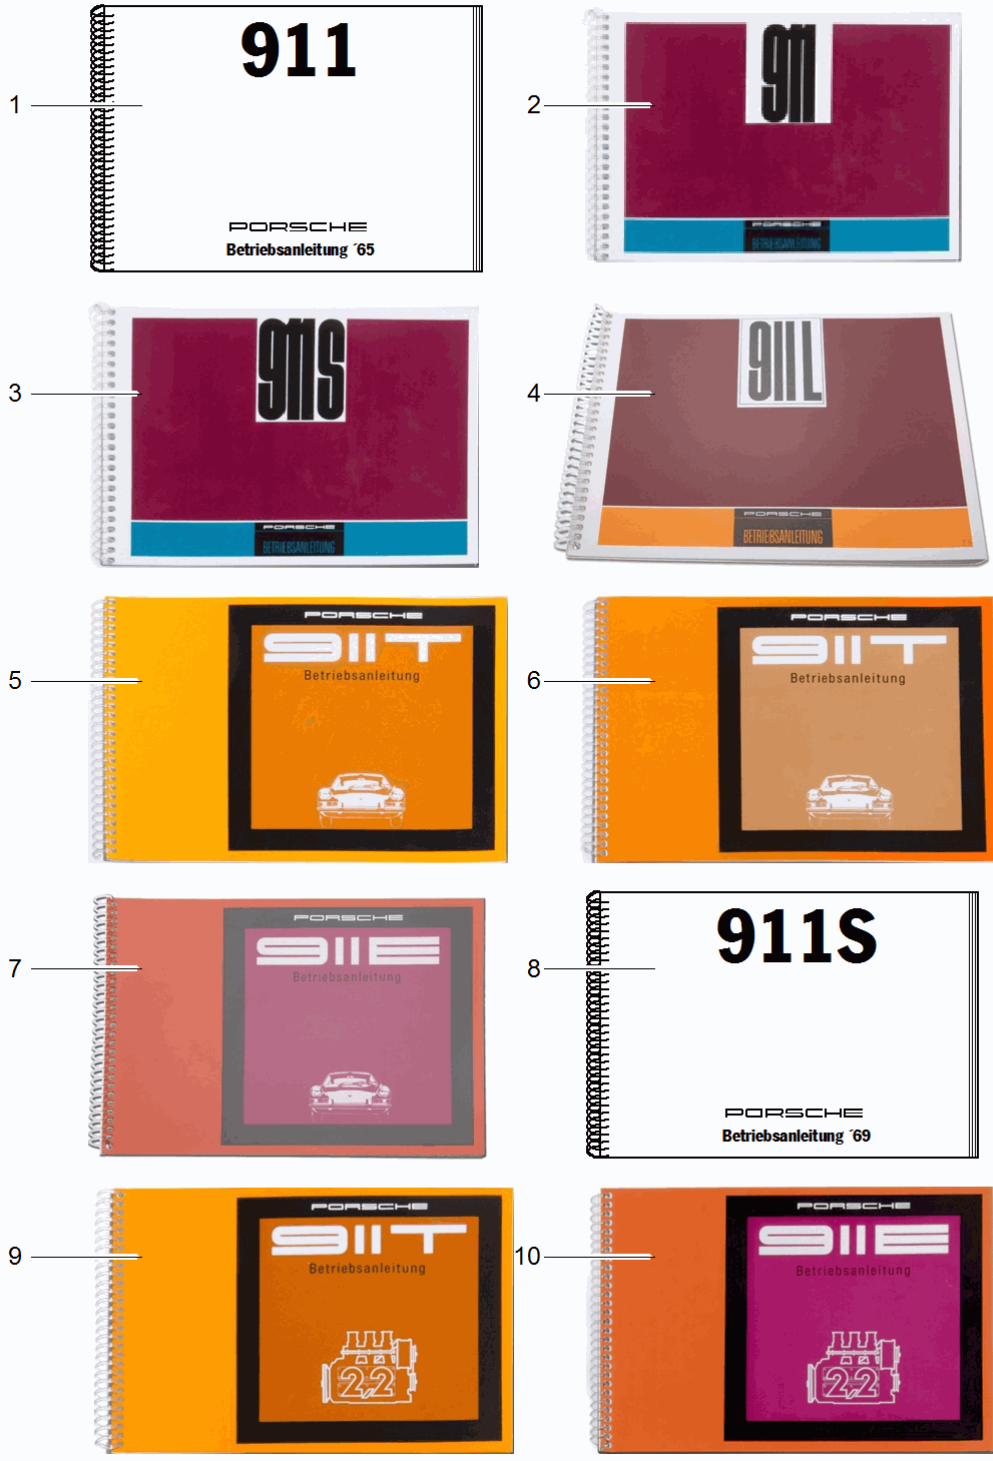 911
1
PORSCHE
Betriebsanleitung ´65
911
2
PORSCHE
BETRIEBSANLEITUNG
911S
3
PORSCHE
BETRIEBSANLEITUNG
911L
4
PORSCHE
BETRIEBSANLEITUNG
PORSCHE
911T
5
Betriebsanleitung
PORSCHE
911T
6
Betriebsanleitung
PORSCHE
911E
7
Betriebsanleitung
911S
8
PORSCHE
Betriebsanleitung ´69
PORSCHE
911T
9
Betriebsanleitung
2,2
PORSCHE
911E
10
Betriebsanleitung
2,2